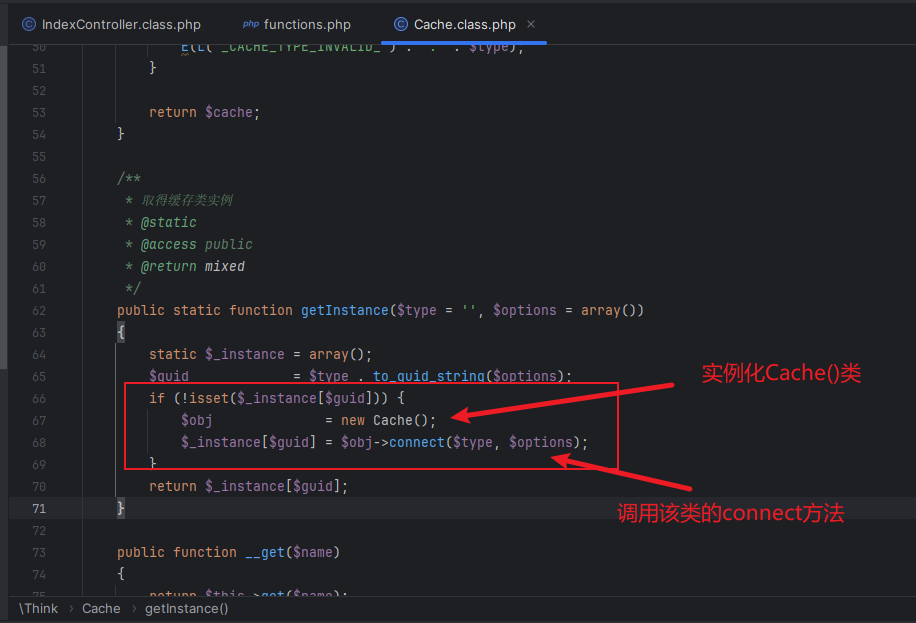 IndexController.class.php php functions.php Cache.class.php ×
50 E(L('_CACHE_TYPE_INVALID_') . ':' . $type);
51 }
52
53 return $cache;
54 }
55
56 /**
57 * 取得缓存类实例
58 * @static
59 * @access public
60 * @return mixed
61 */
62 public static function getInstance($type = '', $options = array())
63 {
64 static $_instance = array();
65 $guid = $type . to_guid_string($options);
66 if (!isset($_instance[$guid])) {
实例化Cache()类
67 $obj = new Cache();
68 $_instance[$guid] = $obj->connect($type, $options);
69 }
70 return $_instance[$guid];
71 }
调用该类的connect方法
72
73 public function __get($name)
74 {
75 return $this->get($name);
\Think › Cache › getInstance()